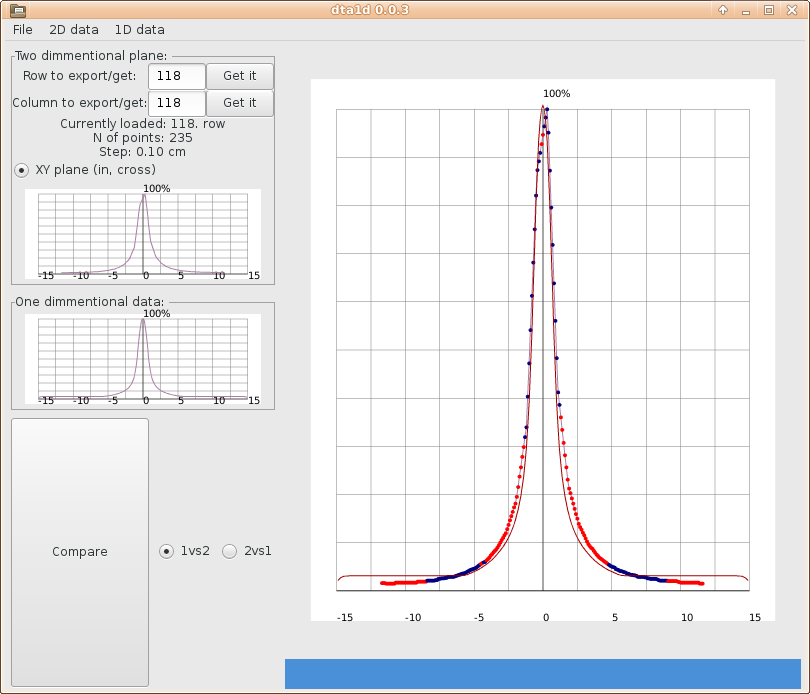 dta1d 0.0.3
File 2D data 1D data
Two dimmentional plane:
Row to export/get: 118 Get it
Column to export/get: 118 Get it
Currently loaded: 118. row
N of points: 235
Step: 0.10 cm
XY plane (in, cross)
100%
-15 -10 -5 0 5 10 15
One dimmentional data:
100%
-15 -10 -5 0 5 10 15
Compare 1vs2 2vs1
100%
-15 -10 -5 0 5 10 15